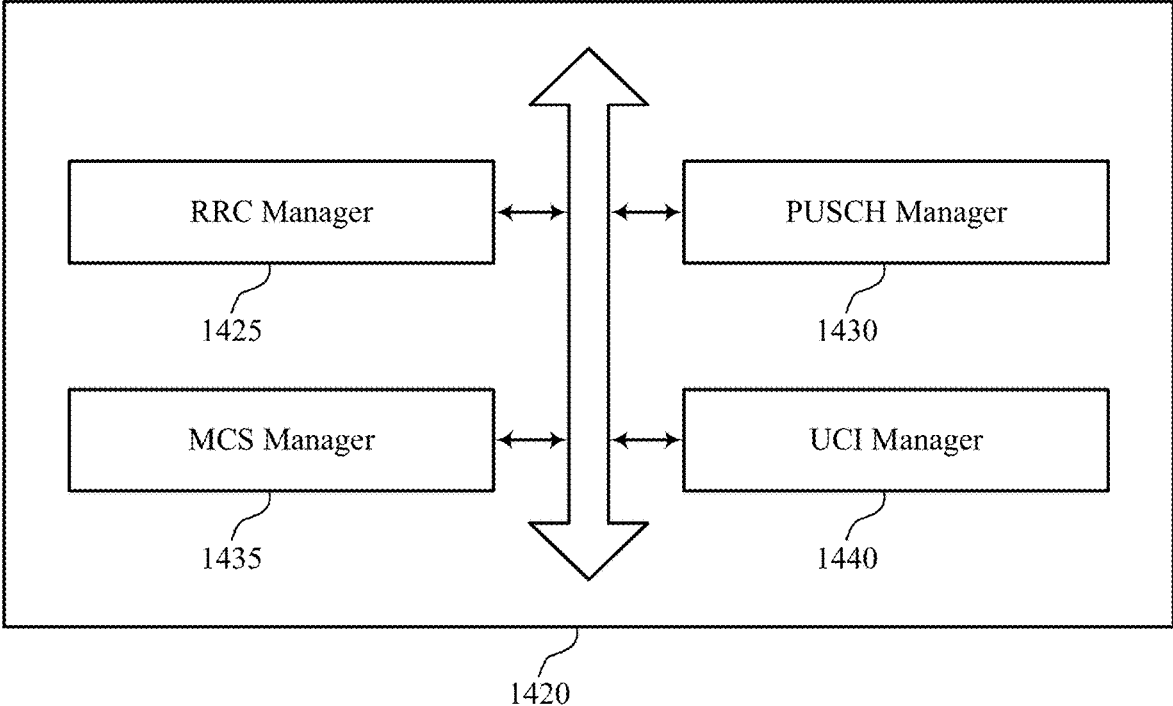 RRC Manager
PUSCH Manager
1425
1430
MCS Manager
UCI Manager
1435
1440
1420